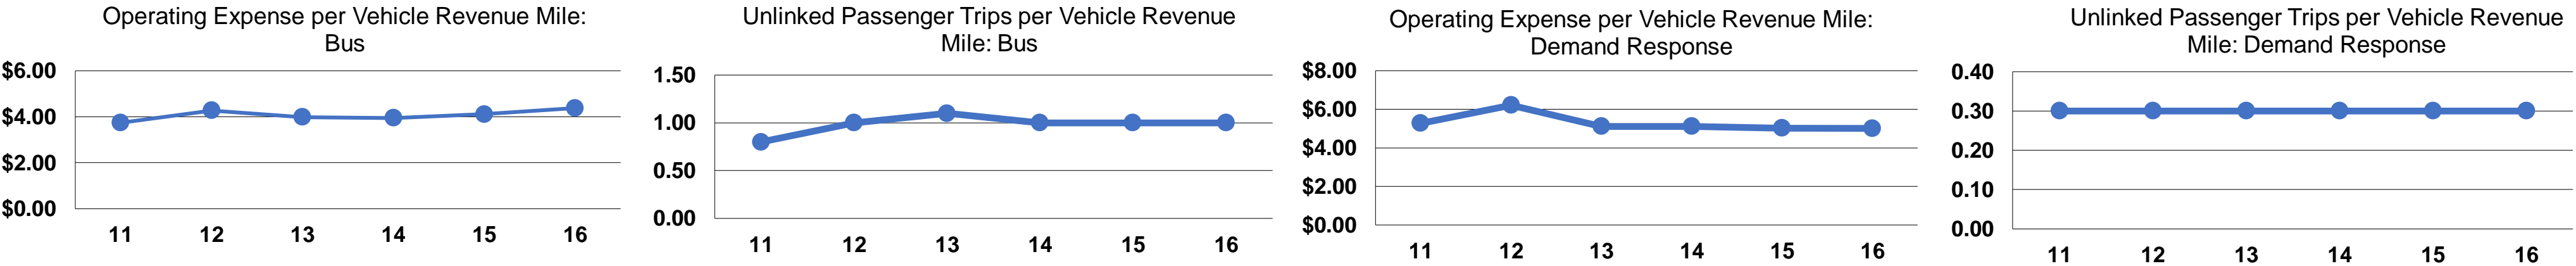 Operating Expense per Vehicle Revenue Mile:
Bus
$6.00
$4.00
$2.00
$0.00
11 12 13 14 15 16
Unlinked Passenger Trips per Vehicle Revenue
Mile: Bus
1.50
1.00
0.50
0.00
11 12 13 14 15 16
Operating Expense per Vehicle Revenue Mile:
Demand Response
$8.00
$6.00
$4.00
$2.00
$0.00
11 12 13 14 15 16
Unlinked Passenger Trips per Vehicle Revenue
Mile: Demand Response
0.40
0.30
0.20
0.10
0.00
11 12 13 14 15 16